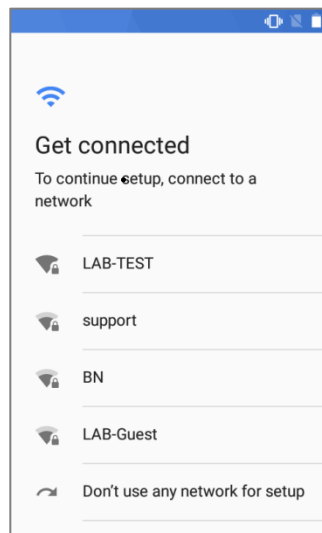 Get connected
To continue setup, connect to a
network
LAB-TEST
support
BN
LAB-Guest
Don't use any network for setup